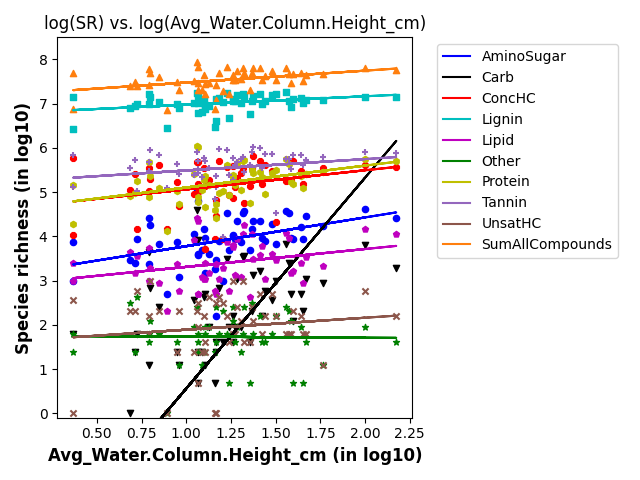 log(SR) vs. log(Avg_Water.Column.Height_cm)
Species richness (in log10)
8
7
6
5
4
3
2
1
0
0.50 0.75 1.00 1.25 1.50 1.75 2.00 2.25
Avg_Water.Column.Height_cm (in log10)
AminoSugar
Carb
ConcHC
Lignin
Lipid
Other
Protein
Tannin
UnsatHC
SumAllCompounds